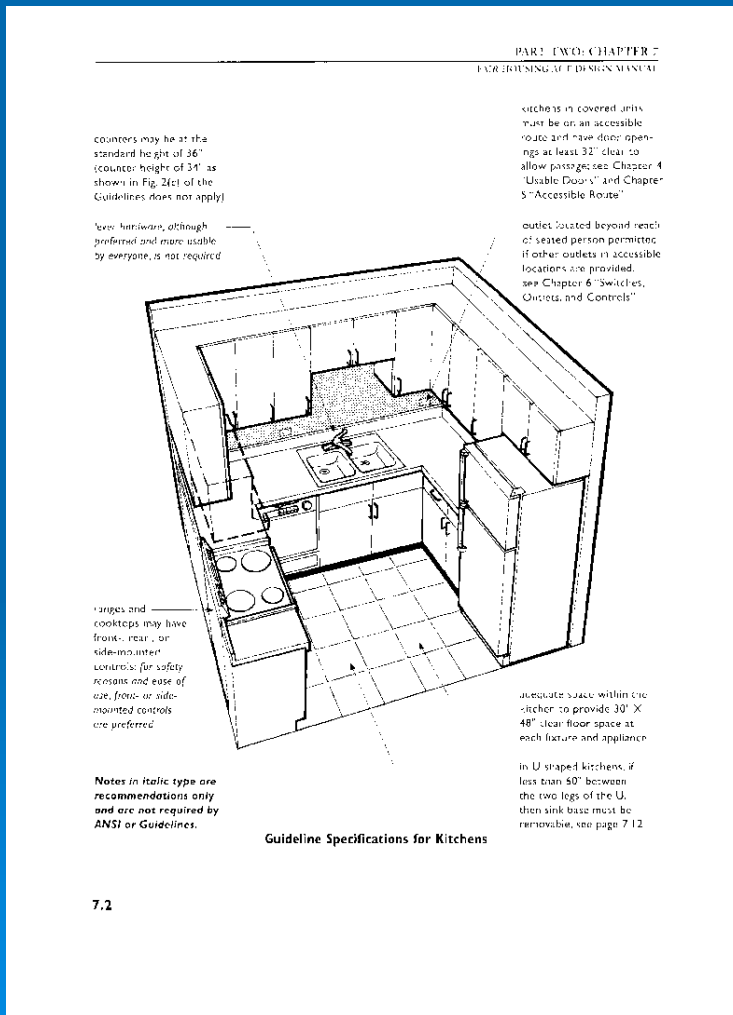 PART TWO: CHAPTER 7
FAIR HOUSING ACT DESIGN MANUAL
counters may be at the
standard height of 36"
(counter height of 34" as
shown in Fig. 2(c) of the
Guidelines does not apply)
lever hardware, although
preferred and more usable
by everyone, is not required
kitchens in covered units
must be on an accessible
route and have door open-
ings at least 32" clear to
allow passage; see Chapter 4
"Usable Doors" and Chapter
5 "Accessible Route"
outlet located beyond reach
of seated person permitted
if other outlets in accessible
locations are provided,
see Chapter 6 "Switches,
Outlets, and Controls"
ranges and
cooktops may have
front-, rear-, or
side-mounted
controls; for safety
reasons and ease of
use, front- or side-
mounted controls
are preferred
adequate space within the
kitchen to provide 30" X
48" clear floor space at
each fixture and appliance
in U shaped kitchens, if
less than 60" between
the two legs of the U,
then sink base must be
removable, see page 7.12
Notes in italic type are
recommendations only
and are not required by
ANSI or Guidelines.
Guideline Specifications for Kitchens
7.2